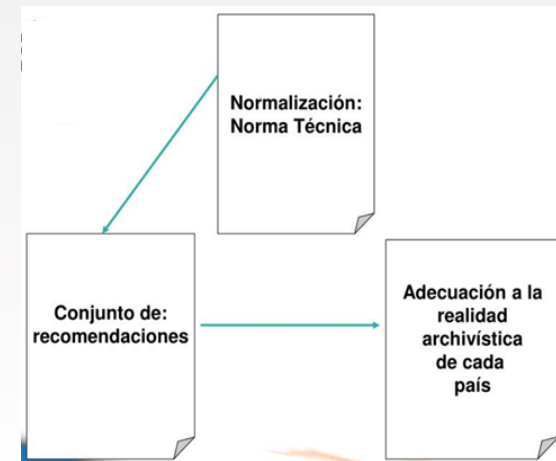 Normalización:
Norma Técnica
Conjunto de:
recomendaciones
Adecuación a la
realidad
archivística
de cada
país